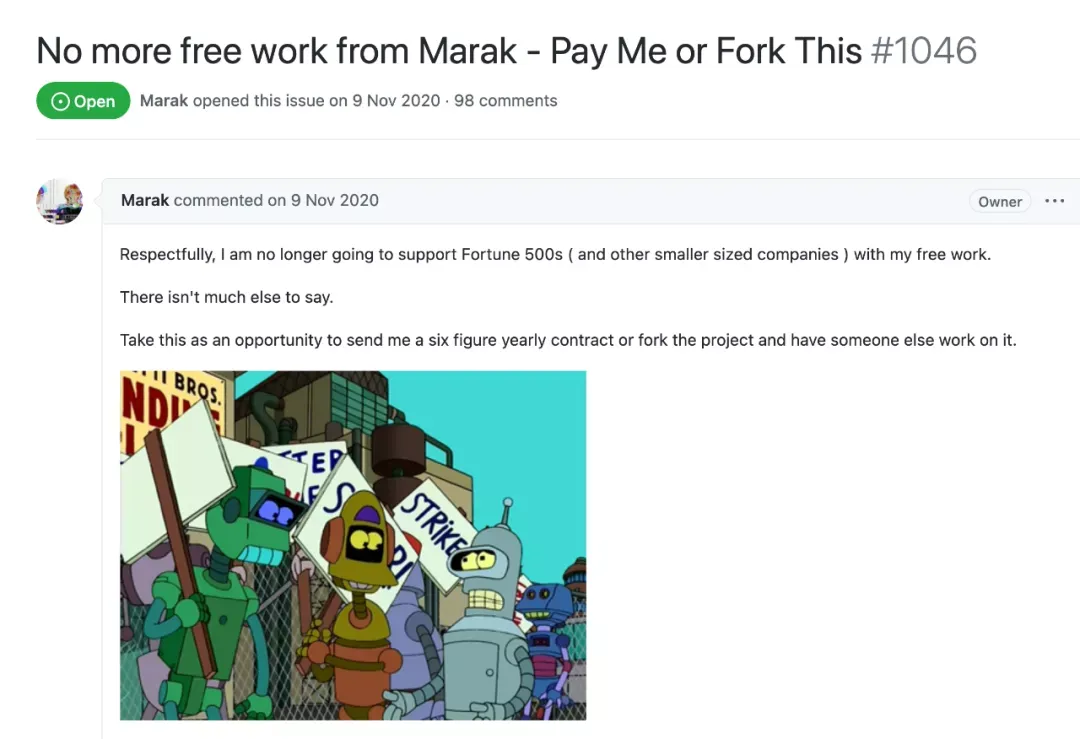 No more free work from Marak - Pay Me or Fork This #1046
Open Marak opened this issue on 9 Nov 2020 · 98 comments
Marak commented on 9 Nov 2020 Owner ...
Respectfully, I am no longer going to support Fortune 500s ( and other smaller sized companies ) with my free work.
There isn't much else to say.
Take this as an opportunity to send me a six figure yearly contract or fork the project and have someone else work on it.
BROS.
STRIKE